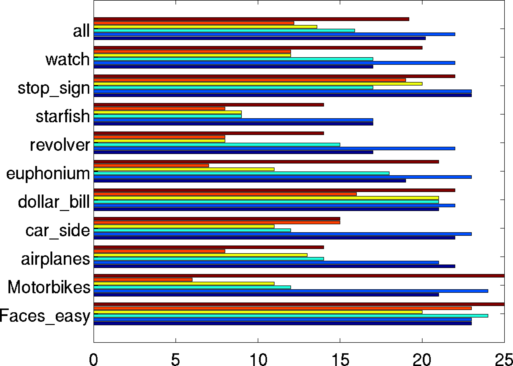 all
watch
stop_sign
starfish
revolver
euphonium
dollar_bill
car_side
airplanes
Motorbikes
Faces_easy
0 5 10 15 20 25